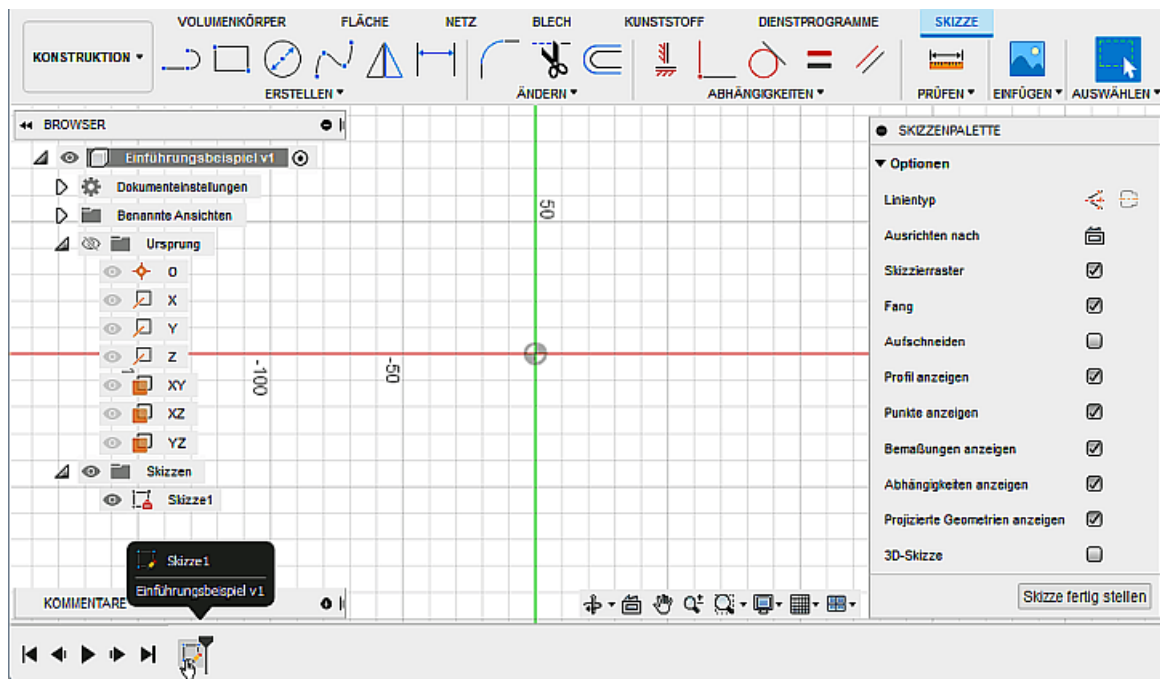 VOLUMENKÖRPER FLÄCHE NETZ BLECH KUNSTSTOFF DIENSTPROGRAMME SKIZZE
KONSTRUKTION
ERSTELLEN ÄNDERN ABHÄNGIGKEITEN PRÜFEN EINFÜGEN AUSWÄHLEN
BROWSER
Einführungsbeispiel v1
Dokumenteinstellungen
Benannte Ansichten
Ursprung
O
X
Y
Z
XY
XZ
YZ
Skizzen
Skizze1
50
-100
-50
Skizze1
Einführungsbeispiel v1
KOMMENTARE
SKIZZENPALETTE
Optionen
Linientyp
Ausrichten nach
Skizzierraster
Fang
Aufschneiden
Profil anzeigen
Punkte anzeigen
Bemaßungen anzeigen
Abhängigkeiten anzeigen
Projizierte Geometrien anzeigen
3D-Skizze
Skizze fertig stellen